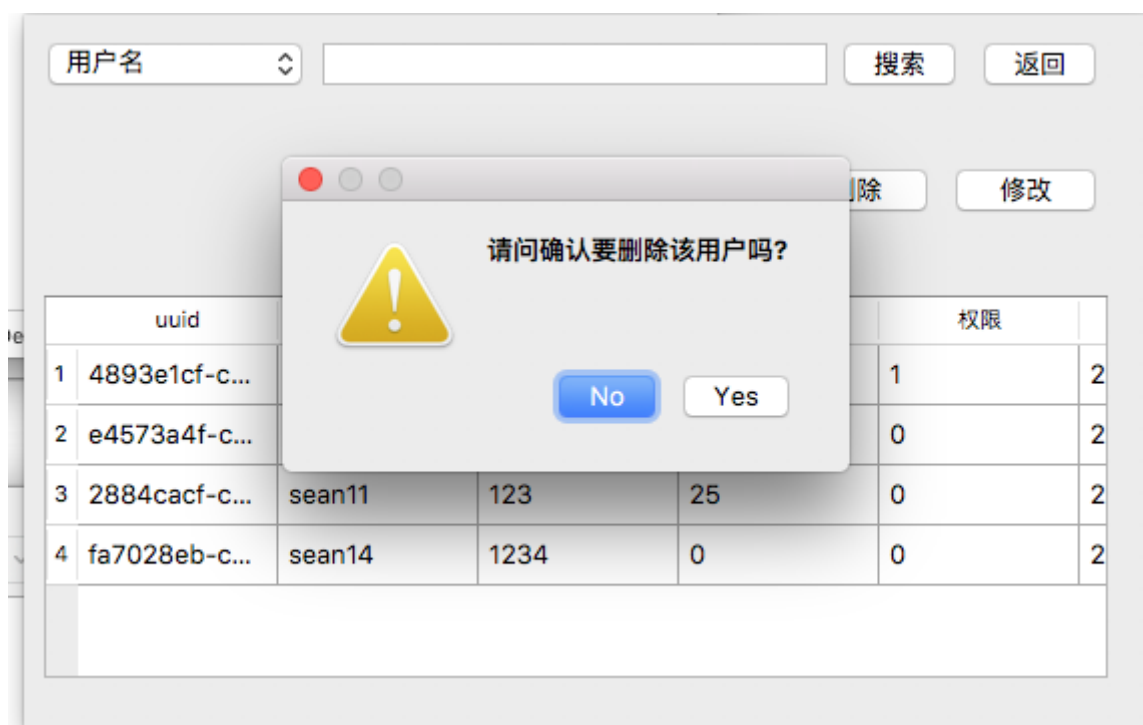 用户名
搜索
返回
除
修改
请问确认要删除该用户吗?
No
Yes
uuid
权限
1 4893e1cf-c... 1 2
2 e4573a4f-c... 0 2
3 2884cacf-c... sean11 123 25 0 2
4 fa7028eb-c... sean14 1234 0 0 2